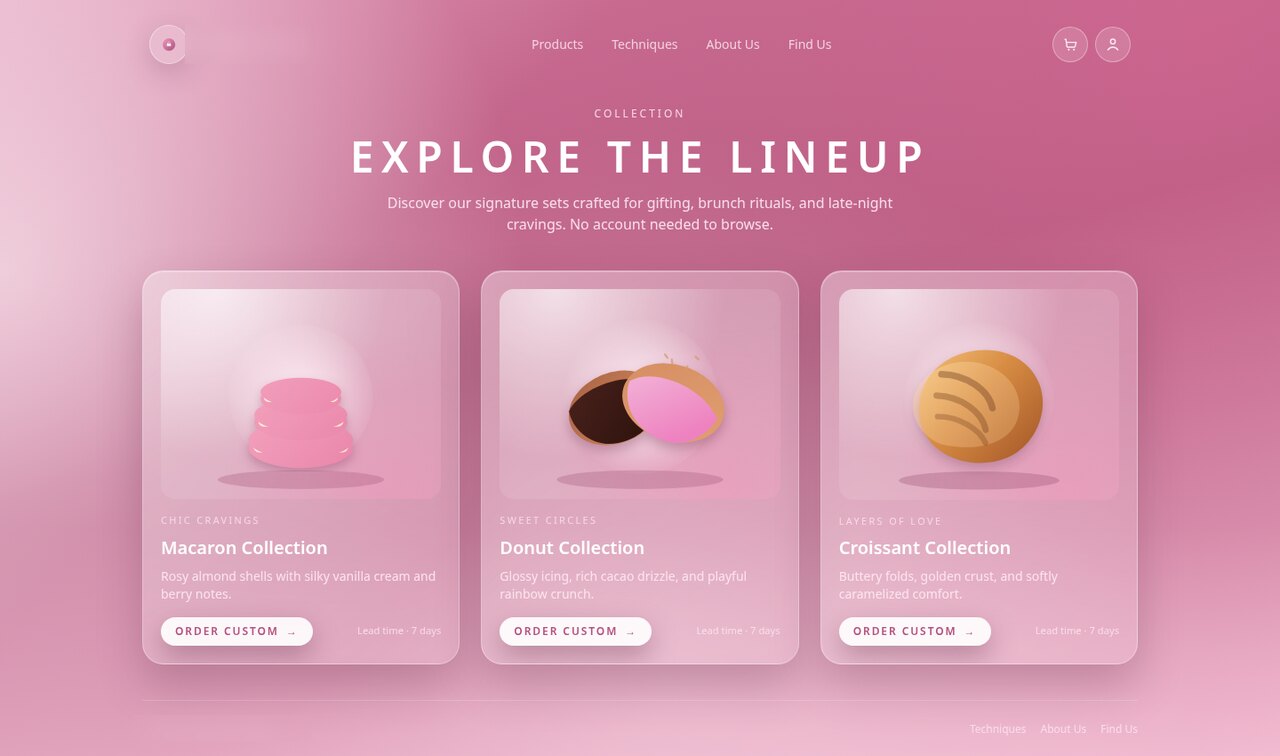 Products Techniques About Us Find Us
COLLECTION
EXPLORE THE LINEUP
Discover our signature sets crafted for gifting, brunch rituals, and late-night
cravings. No account needed to browse.
CHIC CRAVINGS
Macaron Collection
Rosy almond shells with silky vanilla cream and
berry notes.
ORDER CUSTOM →
Lead time · 7 days
SWEET CIRCLES
Donut Collection
Glossy icing, rich cacao drizzle, and playful
rainbow crunch.
ORDER CUSTOM →
Lead time · 7 days
LAYERS OF LOVE
Croissant Collection
Buttery folds, golden crust, and softly
caramelized comfort.
ORDER CUSTOM →
Lead time · 7 days
Techniques About Us Find Us